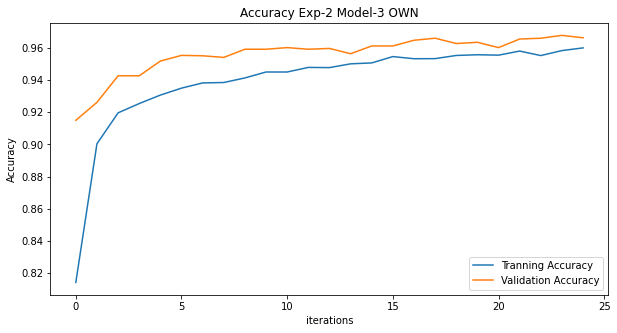 Accuracy Exp-2 Model-3 OWN
0.96
0.94
0.92
0.90
0.88
0.86
0.84
0.82
Accuracy
0 5 10 15 20 25
iterations
Tranning Accuracy
Validation Accuracy